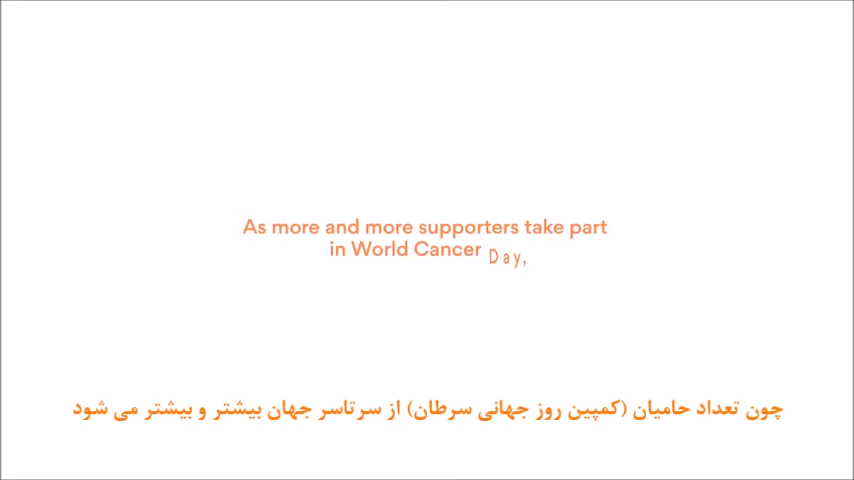 As more and more supporters take part
in World Cancer Day,
چون تعداد حامیان (کمپین روز جهانی سرطان) از سرتاسر جهان بیشتر و بیشتر می شود